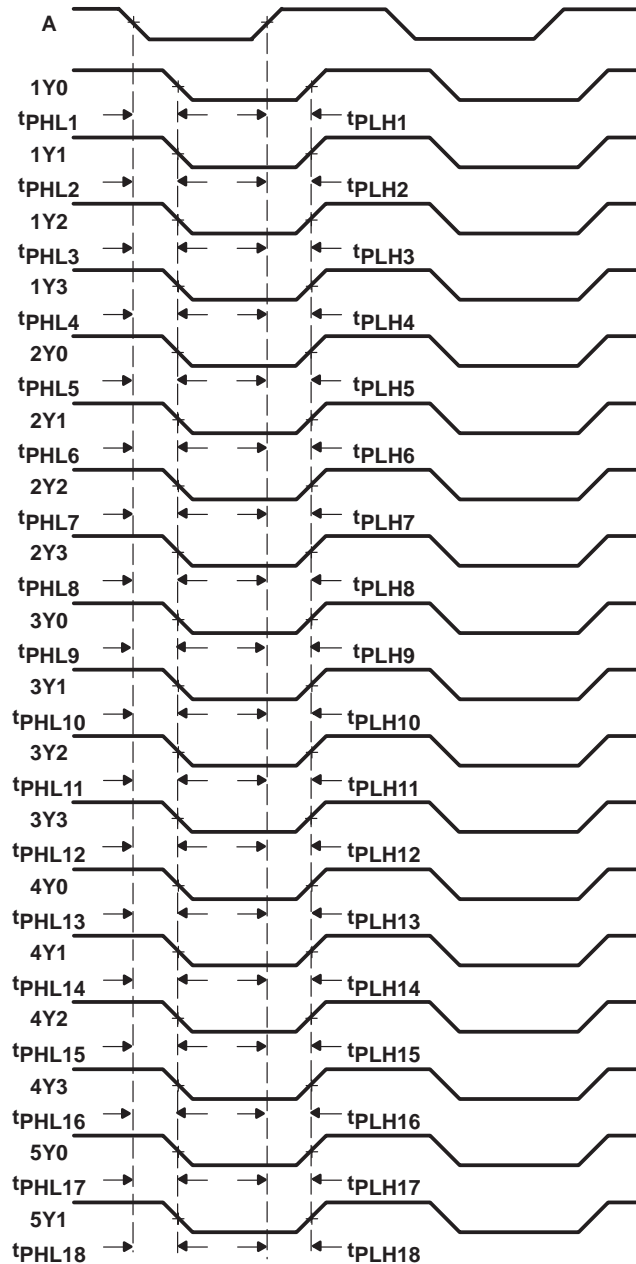 A
1Y0
tPHL1 tPLH1
1Y1
tPHL2 tPLH2
1Y2
tPHL3 tPLH3
1Y3
tPHL4 tPLH4
2Y0
tPHL5 tPLH5
2Y1
tPHL6 tPLH6
2Y2
tPHL7 tPLH7
2Y3
tPHL8 tPLH8
3Y0
tPHL9 tPLH9
3Y1
tPHL10 tPLH10
3Y2
tPHL11 tPLH11
3Y3
tPHL12 tPLH12
4Y0
tPHL13 tPLH13
4Y1
tPHL14 tPLH14
4Y2
tPHL15 tPLH15
4Y3
tPHL16 tPLH16
5Y0
tPHL17 tPLH17
5Y1
tPHL18 tPLH18